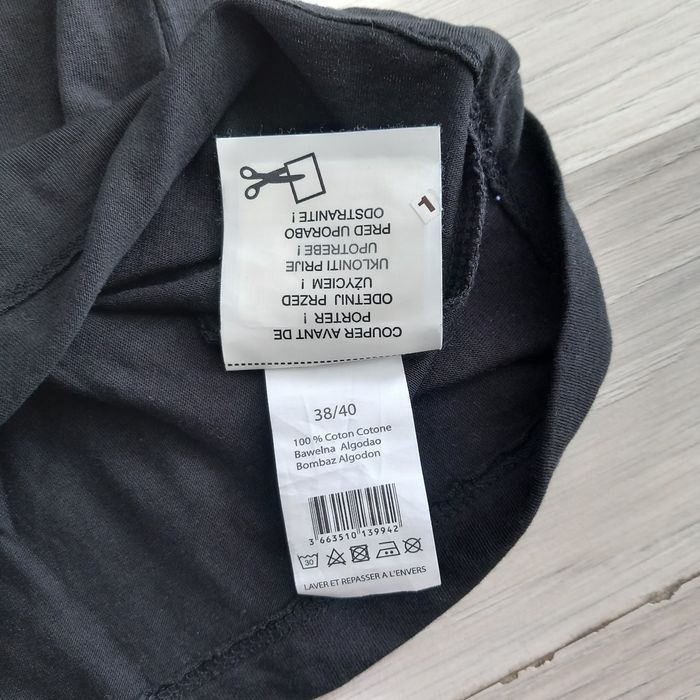 COUPER AVANT DE
PORTER !
ODETNIJ PRZED
UŻYCIEM !
UKLONITI PRIJE
UPOTREBE !
PRED UPORABO
ODSTRANITE !
1
38/40
100 % Coton Cotone
Bawełna Algodao
Bombaz Algodon
3 663510 139942
30
LAVER ET REPASSER A L'ENVERS